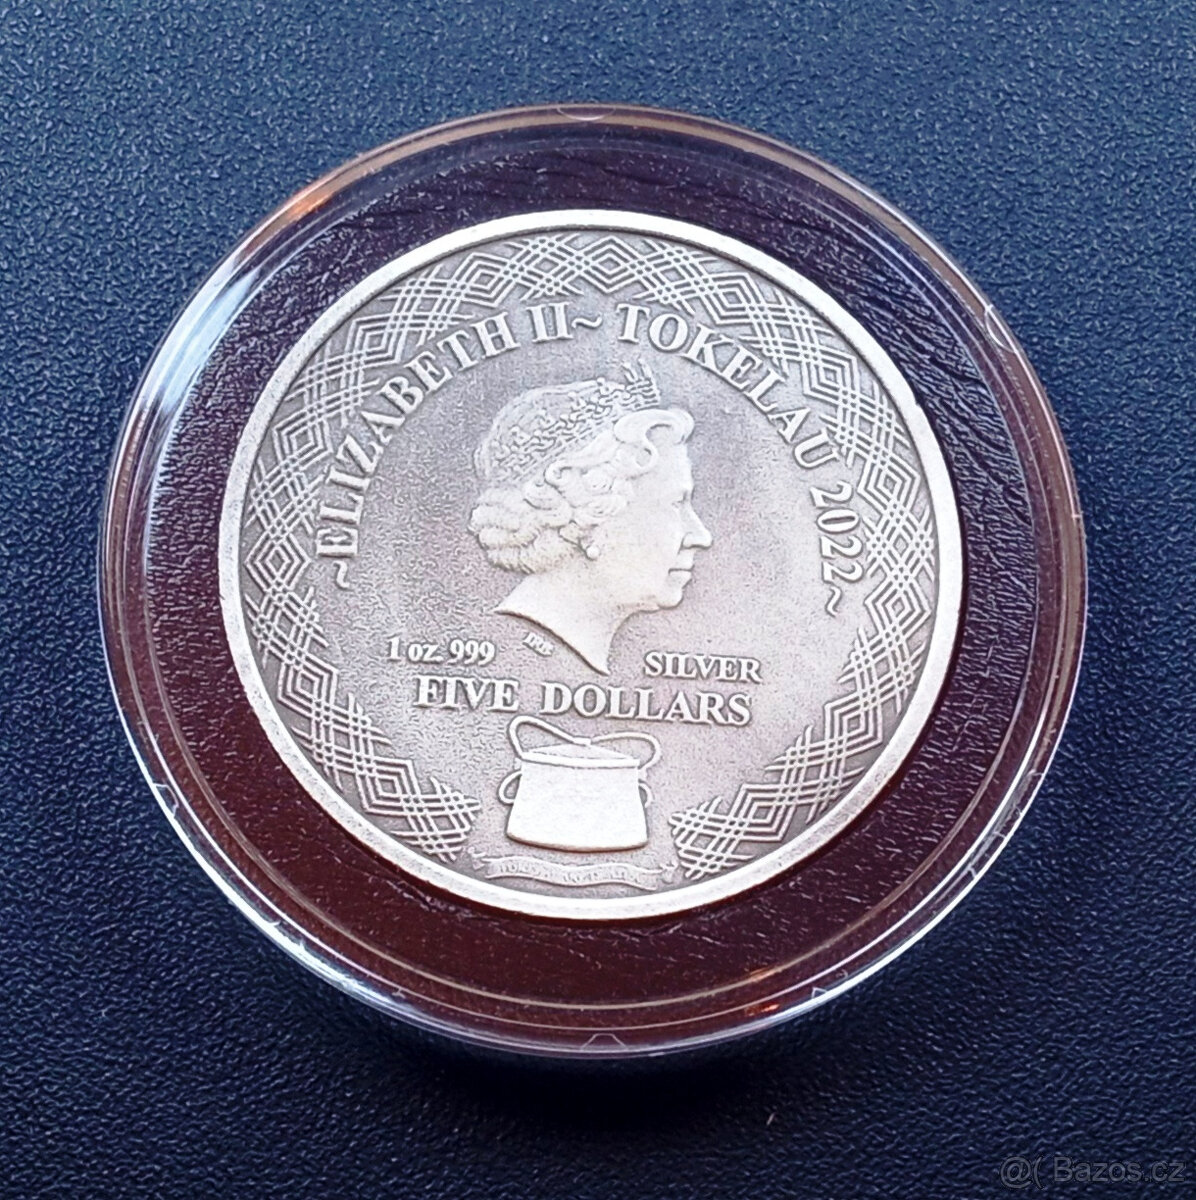 ~ELIZABETH II~ TOKELAU 2022~
1 oz 999
SILVER
FIVE DOLLARS
@( Bazos.cz